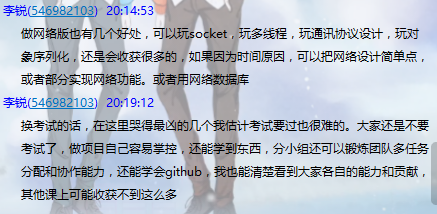 李锐(546982103) 20:14:53
做网络版也有几个好处，可以玩socket，玩多线程，玩通讯协议设计，玩对
象序列化，还是会收获很多的，如果因为时间原因，可以把网络设计简单点，
或者部分实现网络功能。或者用网络数据库
李锐(546982103) 20:19:12
换考试的话，在这里哭得最凶的几个我估计考试要过也很难的。大家还是不要
考试了，做项目自己容易掌控，还能学到东西，分小组还可以锻炼团队多任务
分配和协作能力，还能学会github，我也能清楚看到大家各自的能力和贡献，
其他课上可能收获不到这么多